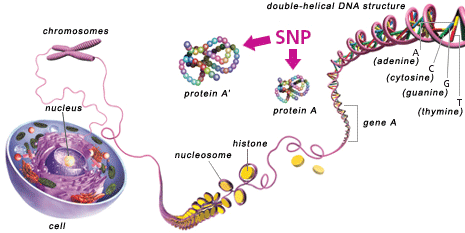 double-helical DNA structure
chromosomes
SNP
A
(adenine)
C
(cytosine)
G
(guanine)
T
(thymine)
protein A'
protein A
nucleus
gene A
histone
nucleosome
cell